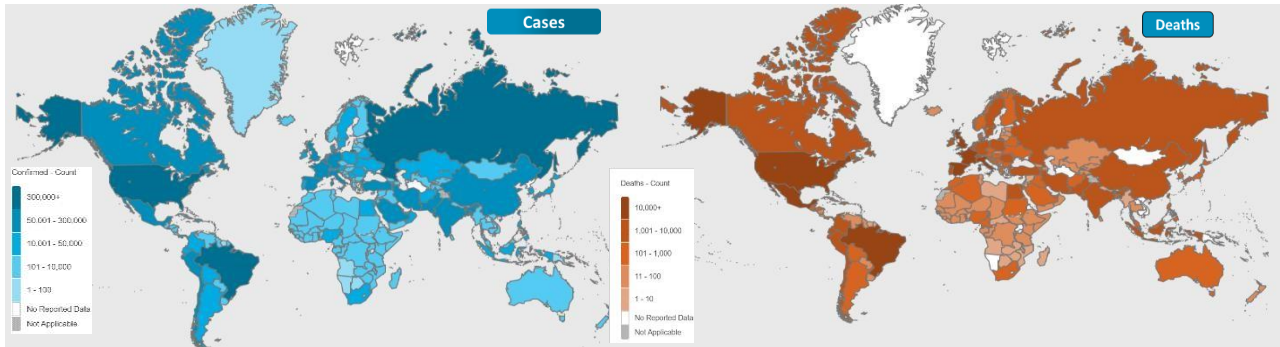 Cases
Confirmed - Count
300,000+
50.001 - 300.000
10.001 - 50,000
101 - 10,000
1 - 100
No Reported Data
Not Applicable
Deaths
Deaths - Count
10,000+
1,001 - 10,000
101 - 1,000
11 - 100
1 - 10
No Reported Data
Not Applicable